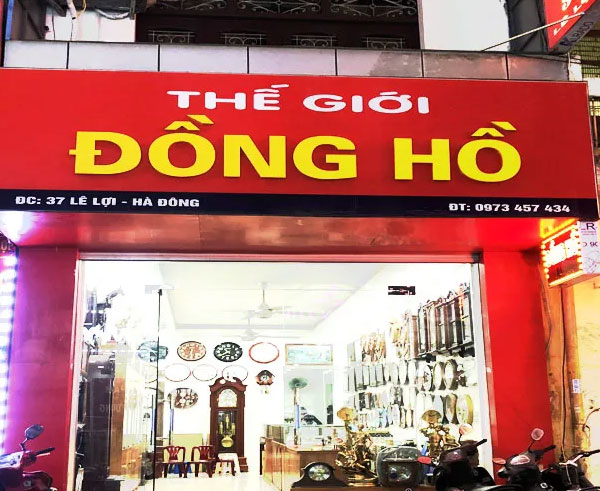 THẾ GIỚI
ĐỒNG HỒ
ĐC: 37 LÊ LỢI - HÀ ĐÔNG ĐT: 0973 457 434